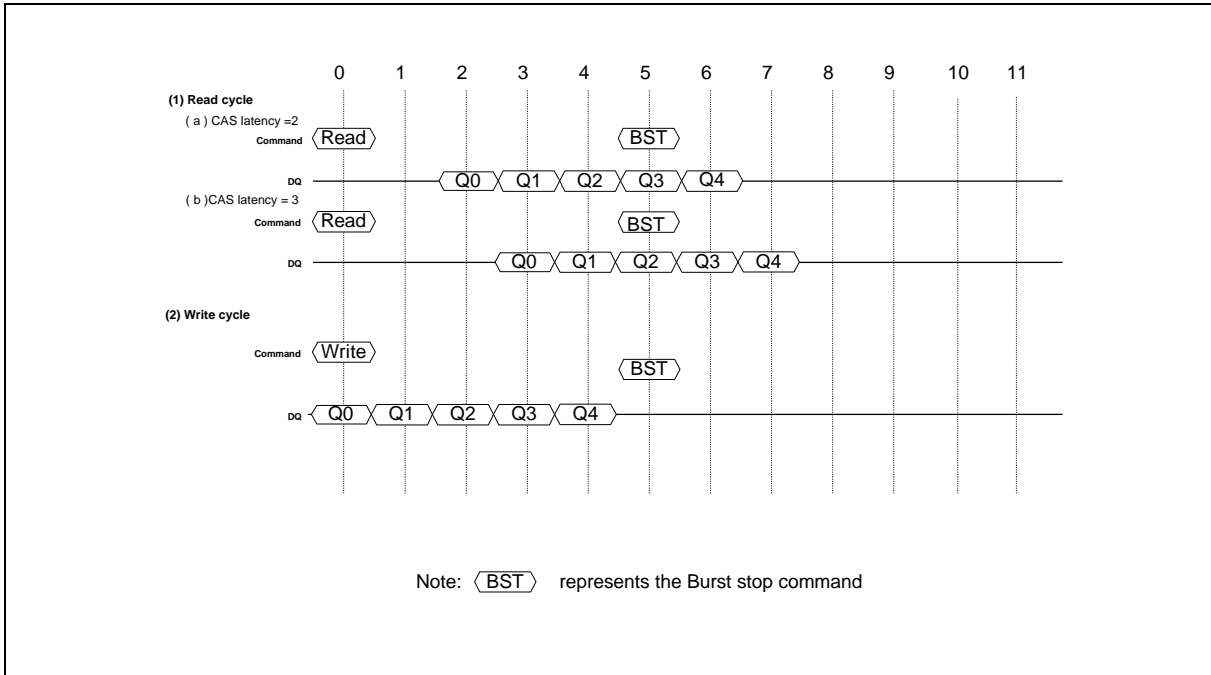 0 1 2 3 4 5 6 7 8 9 10 11
(1) Read cycle
( a ) CAS latency =2
Command Read BST
DQ Q0 Q1 Q2 Q3 Q4
( b )CAS latency = 3
Command Read BST
DQ Q0 Q1 Q2 Q3 Q4
(2) Write cycle
Command Write BST
DQ Q0 Q1 Q2 Q3 Q4
Note: BST represents the Burst stop command